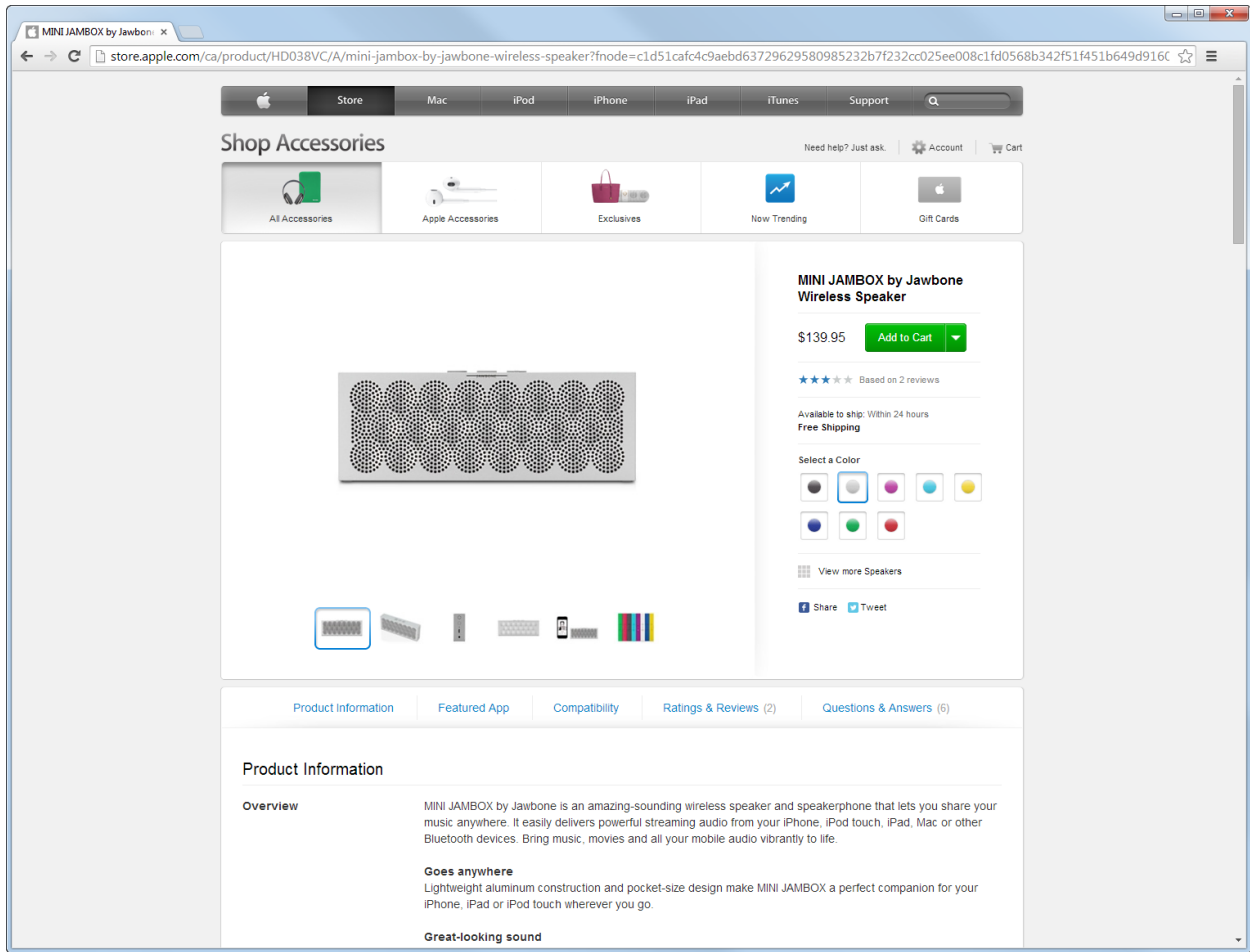 MINI JAMBOX by Jawbone
store.apple.com/ca/product/HD038VC/A/mini-jambox-by-jawbone-wireless-speaker?fnode=c1d51cafc4c9aebd63729629580985232b7f232cc025ee008c1fd0568b342f51f451b649d916
Store Mac iPod iPhone iPad iTunes Support
Shop Accessories
Need help? Just ask. Account Cart
All Accessories Apple Accessories Exclusives Now Trending Gift Cards
MINI JAMBOX by Jawbone
Wireless Speaker
$139.95 Add to Cart
Based on 2 reviews
Available to ship: Within 24 hours
Free Shipping
Select a Color
View more Speakers
Share Tweet
Product Information Featured App Compatibility Ratings & Reviews (2) Questions & Answers (6)
Product Information
Overview
MINI JAMBOX by Jawbone is an amazing-sounding wireless speaker and speakerphone that lets you share your
music anywhere. It easily delivers powerful streaming audio from your iPhone, iPod touch, iPad, Mac or other
Bluetooth devices. Bring music, movies and all your mobile audio vibrantly to life.
Goes anywhere
Lightweight aluminum construction and pocket-size design make MINI JAMBOX a perfect companion for your
iPhone, iPad or iPod touch wherever you go.
Great-looking sound